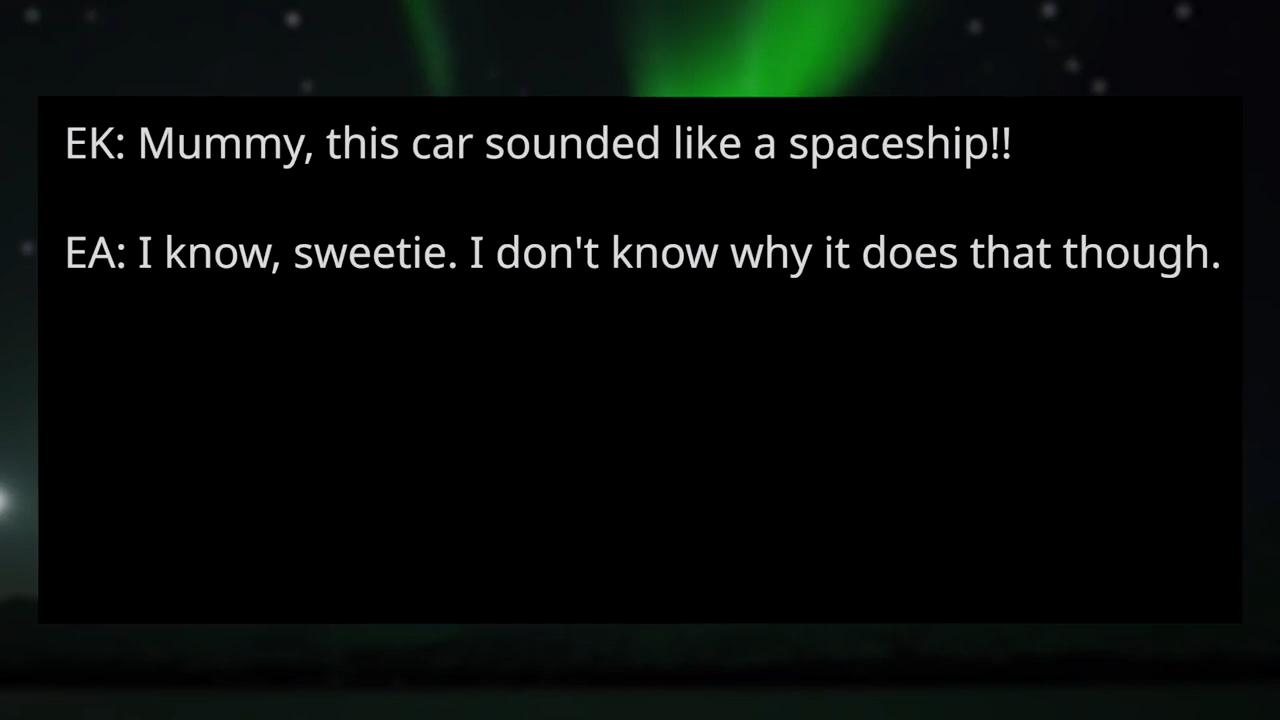 EK: Mummy, this car sounded like a spaceship!!
EA: I know, sweetie. I don't know why it does that though.